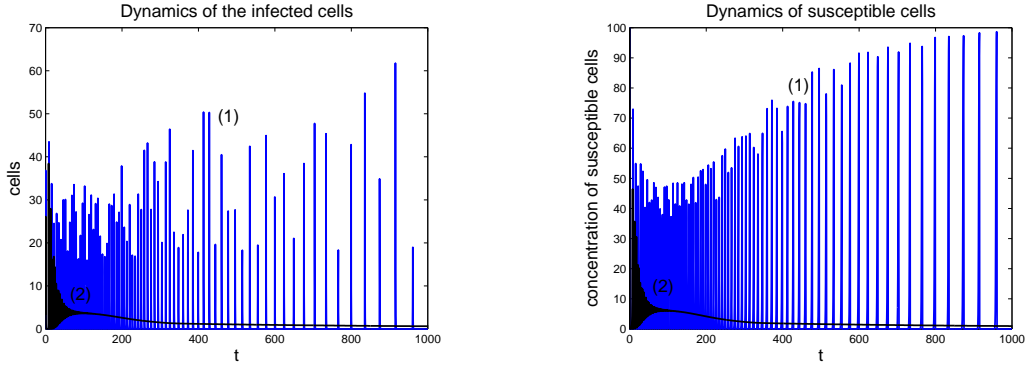 Dynamics of the infected cells
70
60
50
40
30
20
10
0
0 200 400 600 800 1000
cells
t
(1)
(2)
Dynamics of susceptible cells
100
90
80
70
60
50
40
30
20
10
0
0 200 400 600 800 1000
concentration of susceptible cells
t
(1)
(2)